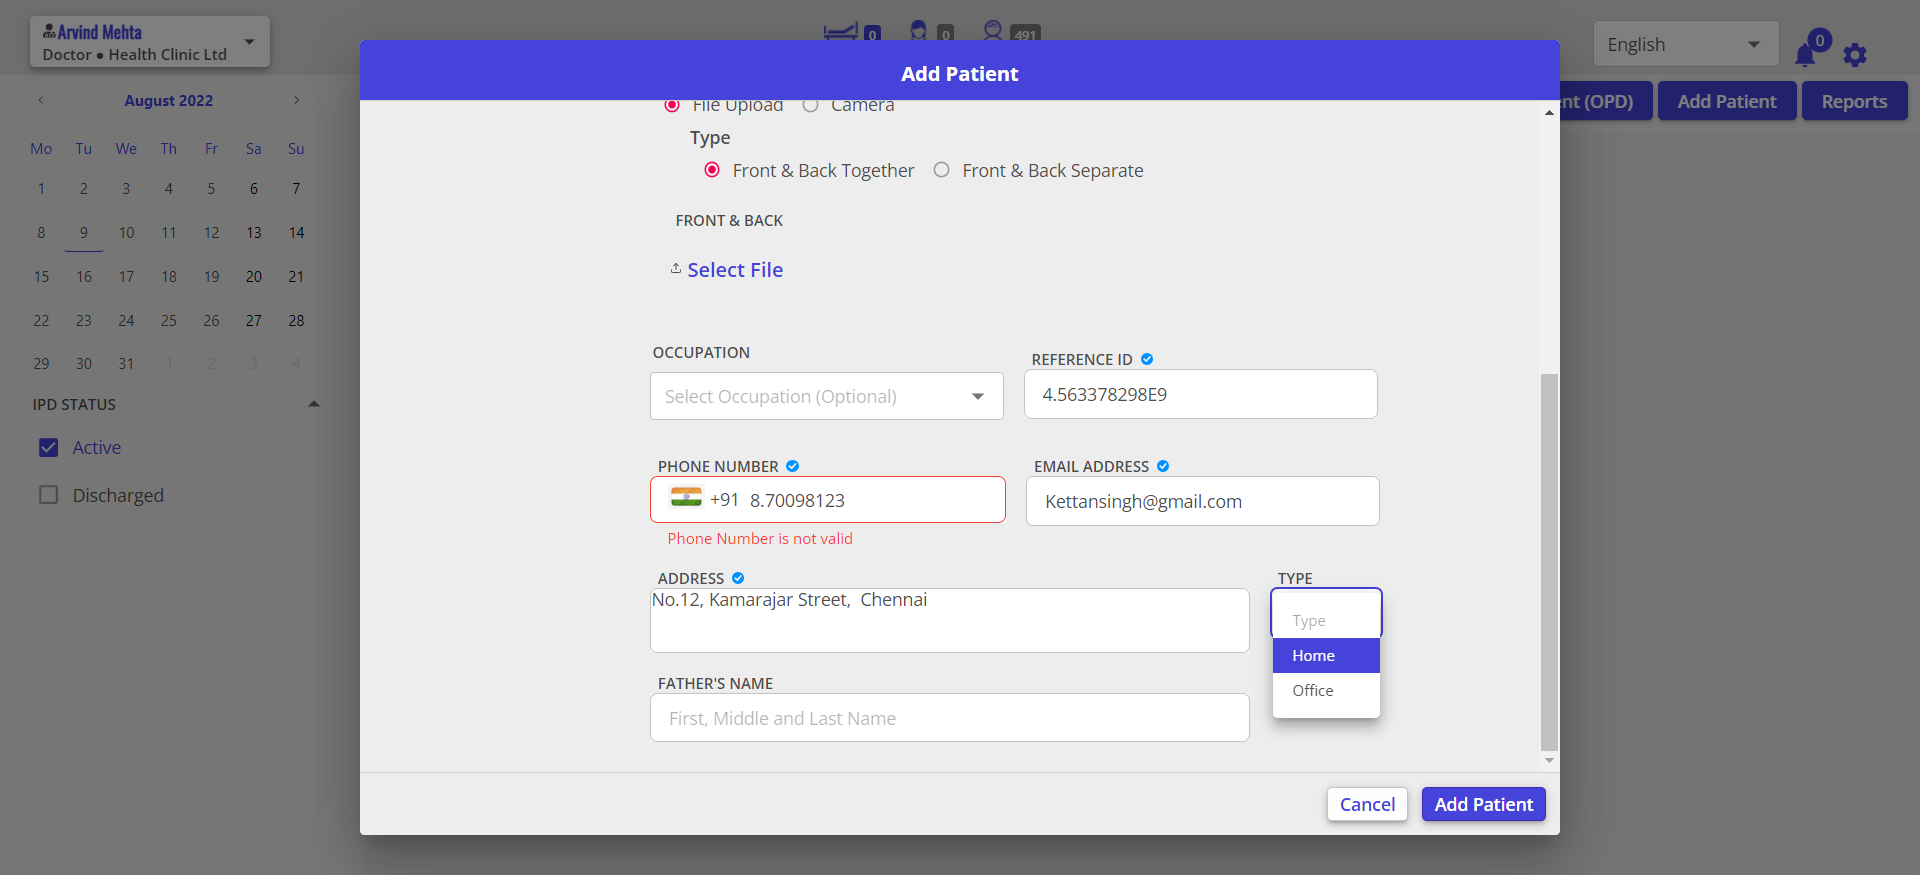 Arvind Mehta
Doctor ● Health Clinic Ltd
0 0 491
English
0
nt (OPD) Add Patient Reports
August 2022
Mo Tu We Th Fr Sa Su
1 2 3 4 5 6 7
8 9 10 11 12 13 14
15 16 17 18 19 20 21
22 23 24 25 26 27 28
29 30 31 1 2 3 4
IPD STATUS
Active
Discharged
Add Patient
File Upload Camera
Type
Front & Back Together Front & Back Separate
FRONT & BACK
Select File
OCCUPATION
Select Occupation (Optional)
REFERENCE ID
4.563378298E9
PHONE NUMBER
+91 8.70098123
Phone Number is not valid
EMAIL ADDRESS
Kettansingh@gmail.com
ADDRESS
No.12, Kamarajar Street,  Chennai
TYPE
Type
Home
Office
FATHER'S NAME
First, Middle and Last Name
Cancel Add Patient